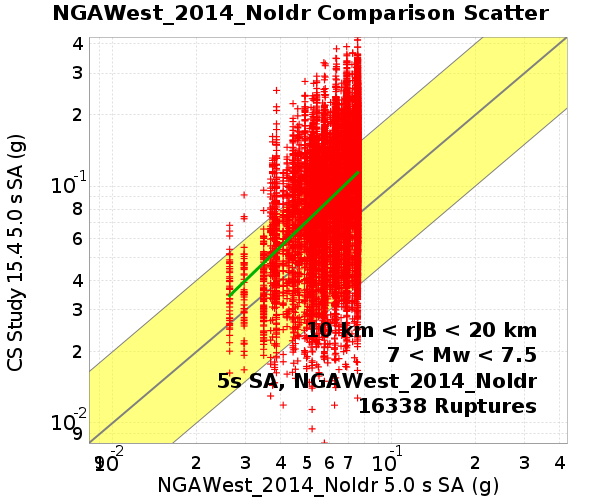 NGAWest_2014_NoIdr Comparison Scatter
CS Study 15.4 5.0 s SA (g)
4
3
2
10-1
8
6
4
3
2
10-2
9
10 km < rJB < 20 km
7 < Mw < 7.5
5s SA, NGAWest_2014_NoIdr
16338 Ruptures
9 10-2 2 3 4 5 6 7 10-1 2 3 4
NGAWest_2014_NoIdr 5.0 s SA (g)